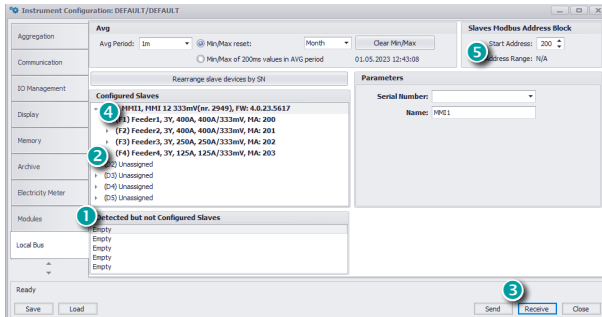 Instrument Configuration: DEFAULT/DEFAULT
Aggregation
Communication
IO Management
Display
Memory
Archive
Electricity Meter
Modules
Local Bus
Avg
Avg Period: 1m
Min/Max reset: Month
Clear Min/Max
Min/Max of 200ms values in AVG period
01.05.2023 12:43:08
Slaves Modbus Address Block
5
Start Address: 200
Address Range: N/A
Rearrange slave devices by SN
Configured Slaves
4
MMI1, MMI 12 333mV(nr. 2949), FW: 4.0.23.5617
(F1) Feeder1, 3Y, 400A, 400A/333mV, MA: 200
(F2) Feeder2, 3Y, 400A, 400A/333mV, MA: 201
(F3) Feeder3, 3Y, 250A, 250A/333mV, MA: 202
2
(F4) Feeder4, 3Y, 125A, 125A/333mV, MA: 203
Unassigned
(D3) Unassigned
(D4) Unassigned
(D5) Unassigned
Parameters
Serial Number:
Name: MMI1
1
Detected but not Configured Slaves
Empty
Empty
Empty
Empty
Empty
Ready
3
Save
Load
Send
Receive
Close